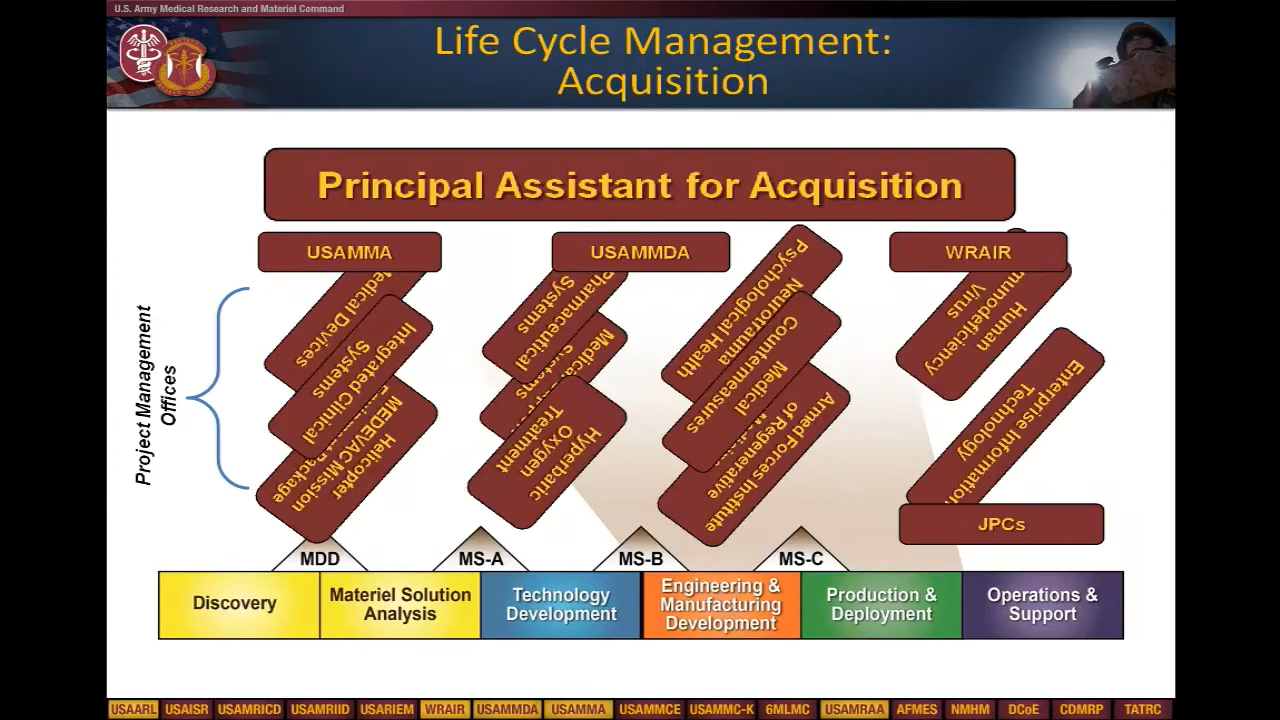 U.S. Army Medical Research and Materiel Command
Life Cycle Management:
Acquisition
Principal Assistant for Acquisition
USAMMA
USAMMDA
WRAIR
Project Management
Offices
Medical Devices
Integrated Clinical
Systems
Helicopter
MEDEVAC Mission
Package
Pharmaceutical
Systems
Medical
Systems
Hyperbaric
Oxygen
Treatment
Psychological Health
Neurotrauma
Medical
Countermeasures
Armed Forces Institute
of Regenerative
Human
Virus
Enterprise Information
Technology
JPCs
MDD
MS-A
MS-B
MS-C
Discovery
Materiel Solution
Analysis
Technology
Development
Engineering &
Manufacturing
Development
Production &
Deployment
Operations &
Support
USAARL USAISR USAMRICD USAMRIID USARIEM WRAIR USAMMDA USAMMA USAMMCE USAMMC-K 6MLMC USAMRAA AFMES NMHM DCoE CDMRP TATRC